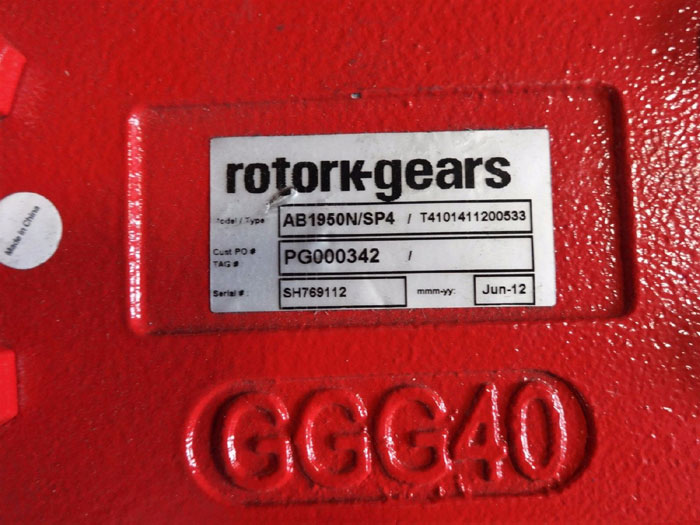 rotork-gears
Model / Type AB1950N/SP4 / T4101411200533
Cust PO #
TAG # PG000342 /
Serial # : SH769112 mmm-yy: Jun-12
Made in China
GGG40